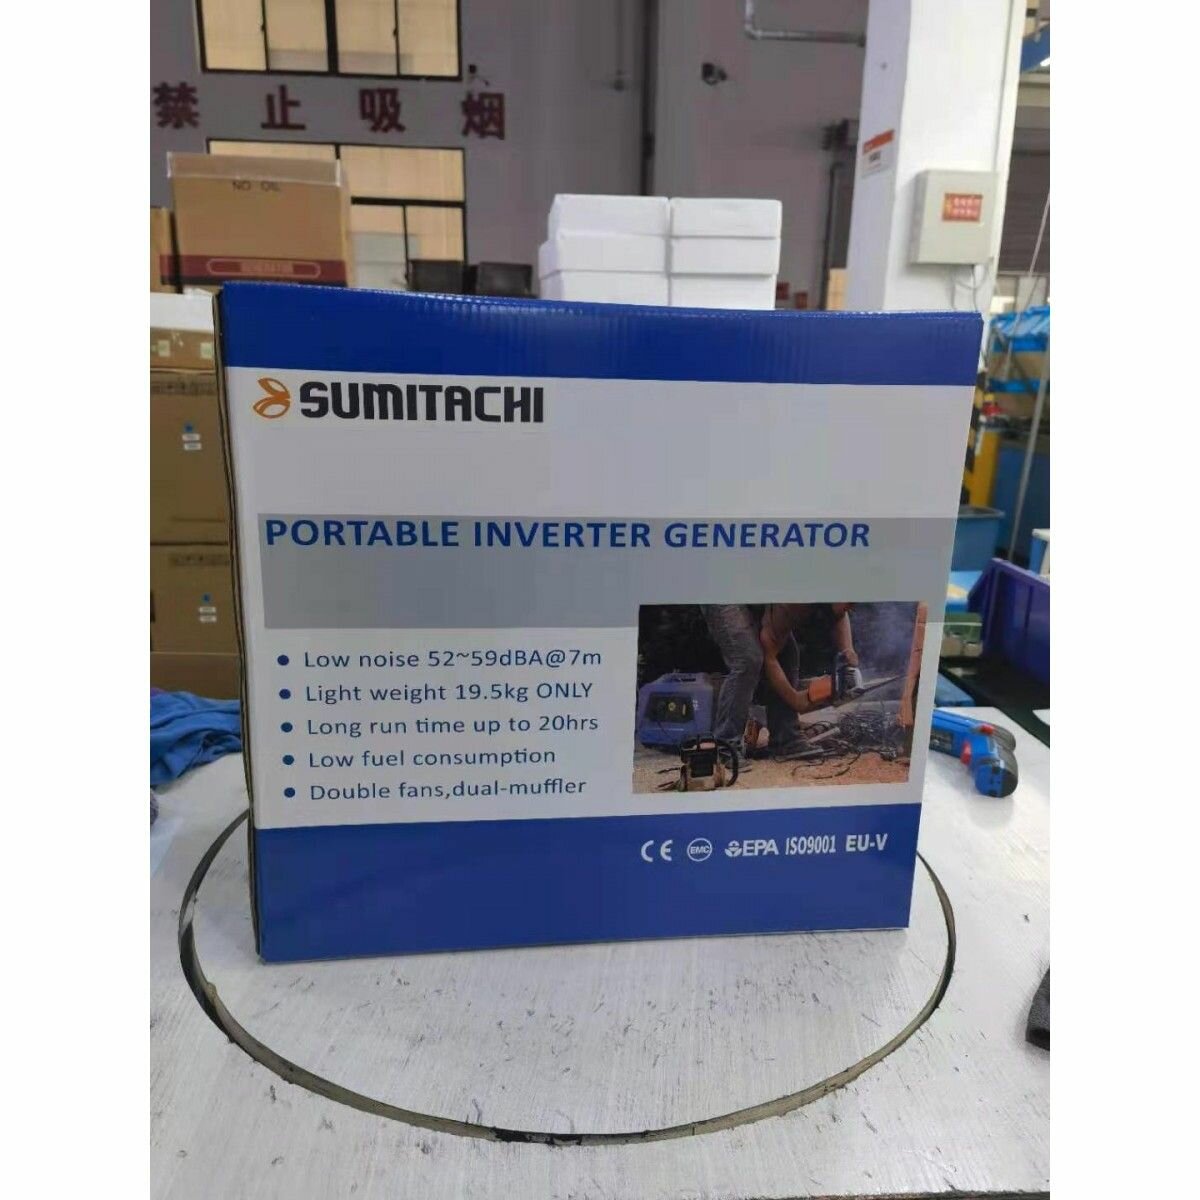 禁止吸烟
NO OIL
SUMITACHI
PORTABLE INVERTER GENERATOR
● Low noise 52~59dBA@7m
● Light weight 19.5kg ONLY
● Long run time up to 20hrs
● Low fuel consumption
● Double fans,dual-muffler
CE EMC EPA ISO9001 EU-V